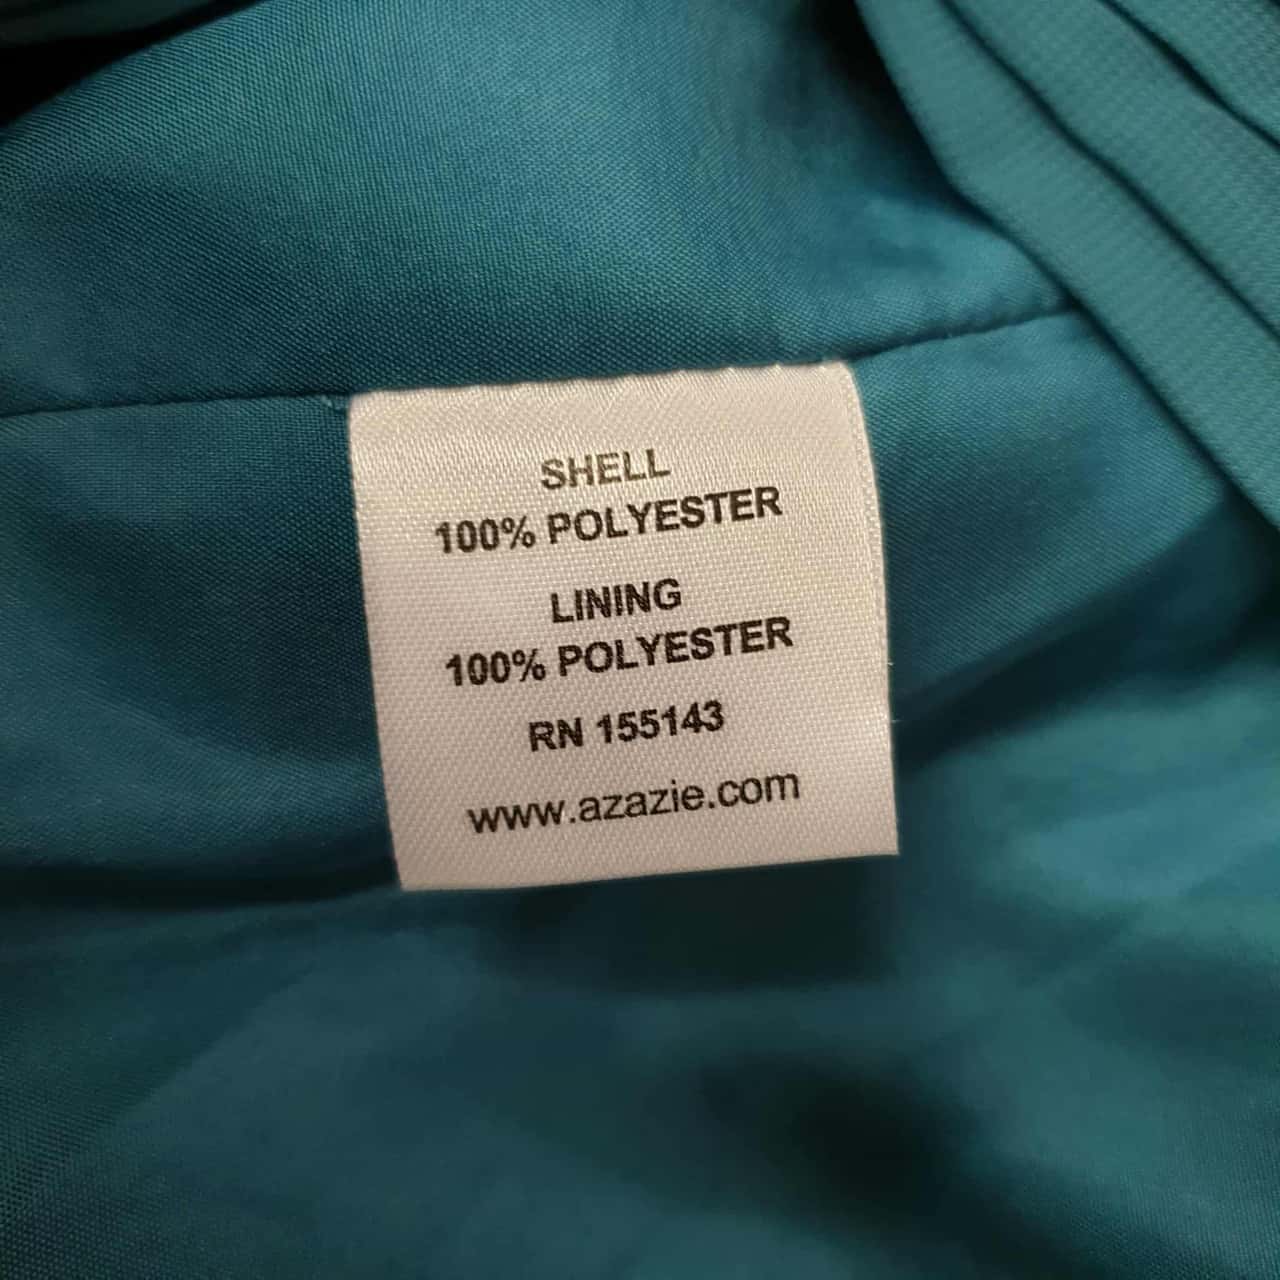 SHELL
100% POLYESTER
LINING
100% POLYESTER
RN 155143
www.azazie.com